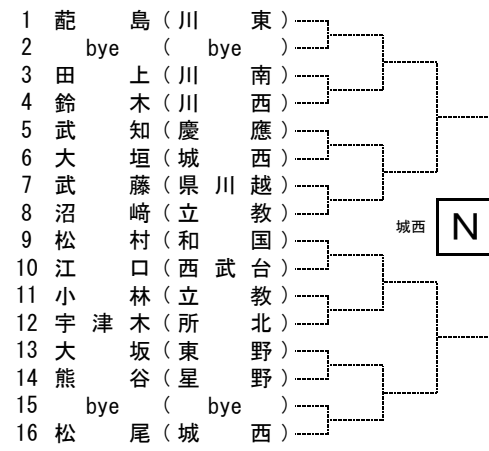 1 蓜島（川東）
2 bye（bye）
3 田上（川南）
4 鈴木（川西）
5 武知（慶應）
6 大垣（城西）
7 武藤（県川越）
8 沼﨑（立教）
9 松村（和国）
10 江口（西武台）
11 小林（立教）
12 宇津木（所北）
13 大坂（東野）
14 熊谷（星野）
15 bye（bye）
16 松尾（城西）
城西 N